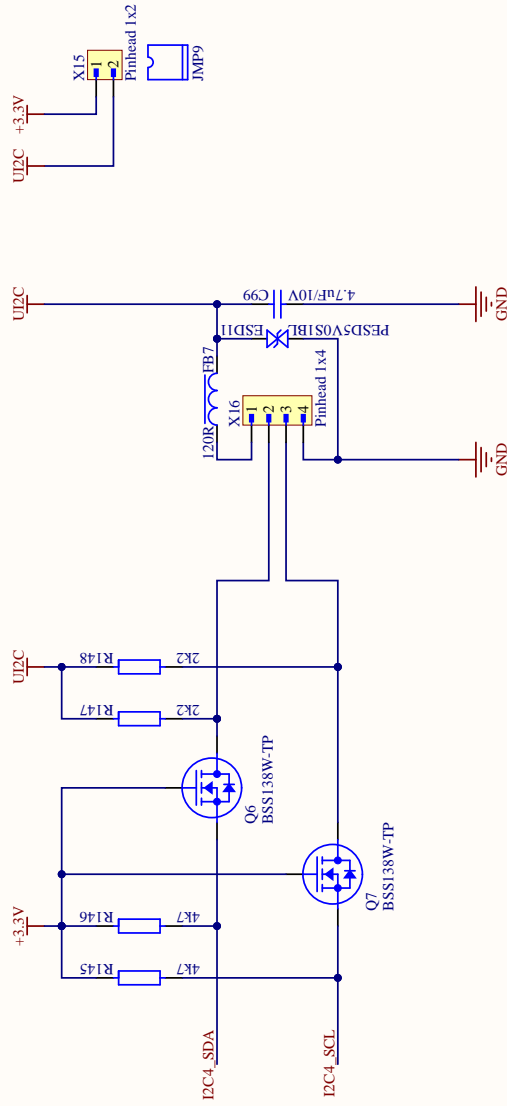 +3.3V
UI2C
X15
1
2
Pinhead 1x2
JMP9
UI2C
C99
4.7uF/10V
ESD11
PESD5V0S1BL
GND
FB7
120R
X16
1
2
3
4
Pinhead 1x4
GND
UI2C
R148
2k2
R147
2k2
Q6
BSS138W-TP
Q7
BSS138W-TP
+3.3V
R146
4k7
R145
4k7
I2C4_SDA
I2C4_SCL